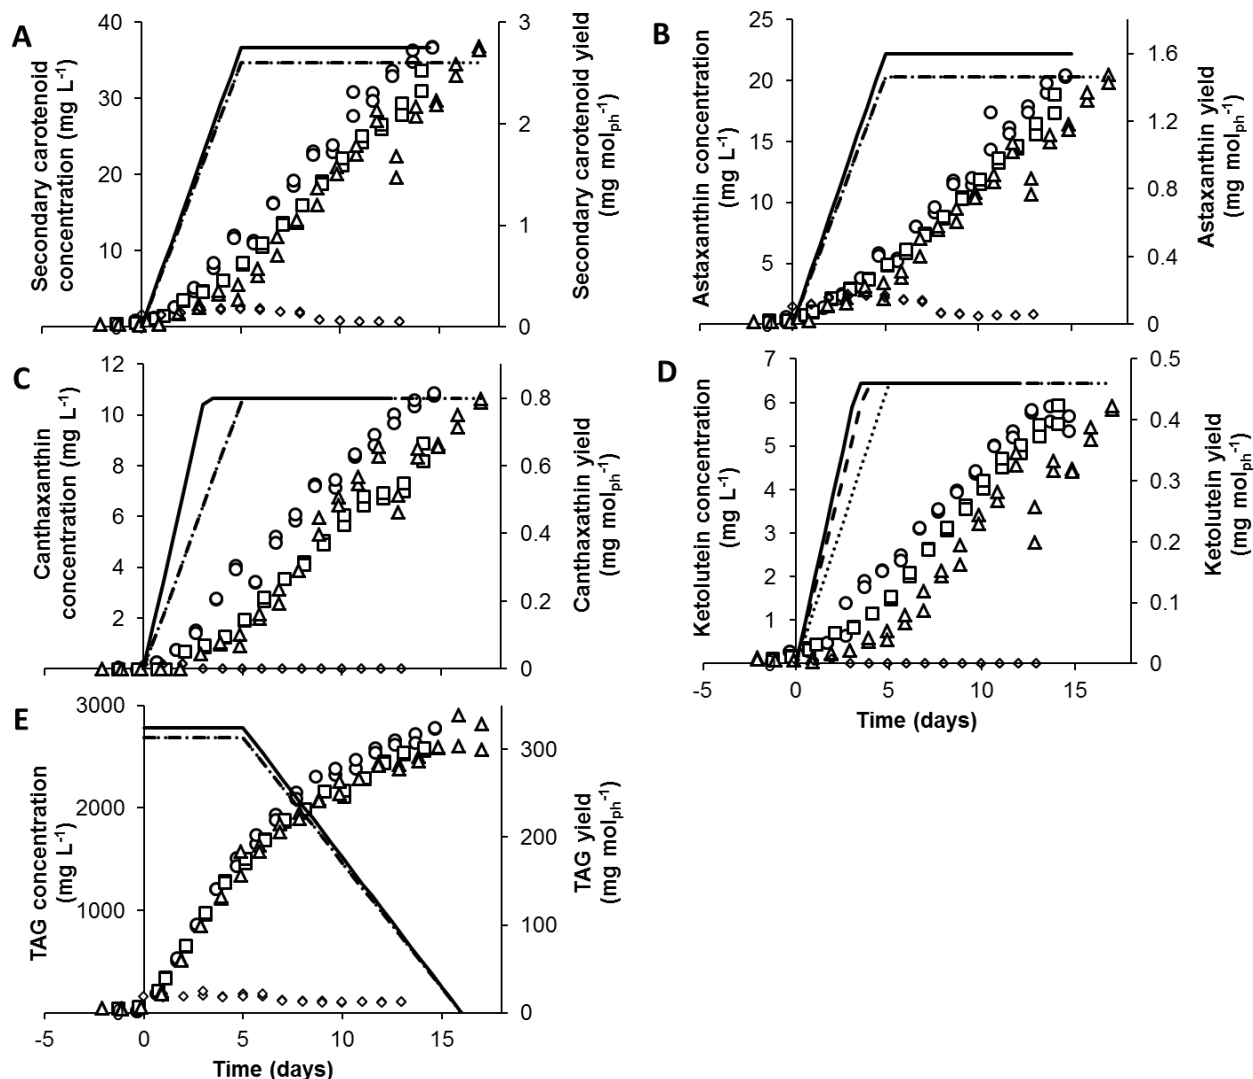 A
40
30
20
10
Secondary carotenoid
concentration (mg L-1)
3
2
1
0
Secondary carotenoid yield
(mg molph-1)
B
25
20
15
10
5
Astaxanthin concentration
(mg L-1)
1.6
1.2
0.8
0.4
0
Astaxanthin yield
(mg molph-1)
C
12
10
8
6
4
2
Canthaxanthin
concentration (mg L-1)
0.8
0.6
0.4
0.2
0
Canthaxathin yield
(mg molph-1)
D
7
6
5
4
3
2
1
Ketolutein concentration
(mg L-1)
0.5
0.4
0.3
0.2
0.1
0
Ketolutein yield
(mg molph-1)
-5
0
5
10
15
Time (days)
E
3000
2000
1000
TAG concentration
(mg L-1)
300
200
100
0
TAG yield
(mg molph-1)
-5
0
5
10
15
Time (days)